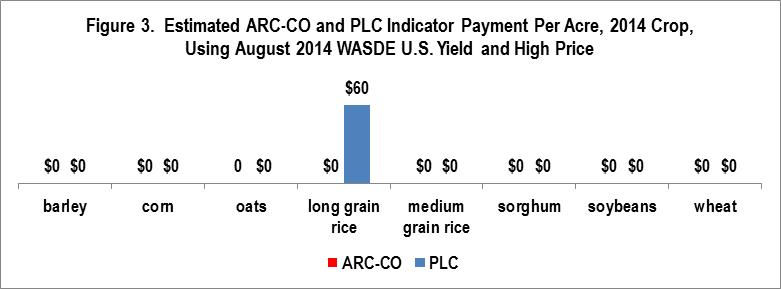 Figure 3.  Estimated ARC-CO and PLC Indicator Payment Per Acre, 2014 Crop,
Using August 2014 WASDE U.S. Yield and High Price
$60
$0 $0 $0 $0 0 $0 $0 $0 $0 $0 $0 $0 $0 $0 $0
barley corn oats long grain medium sorghum soybeans wheat
rice grain rice
ARC-CO PLC